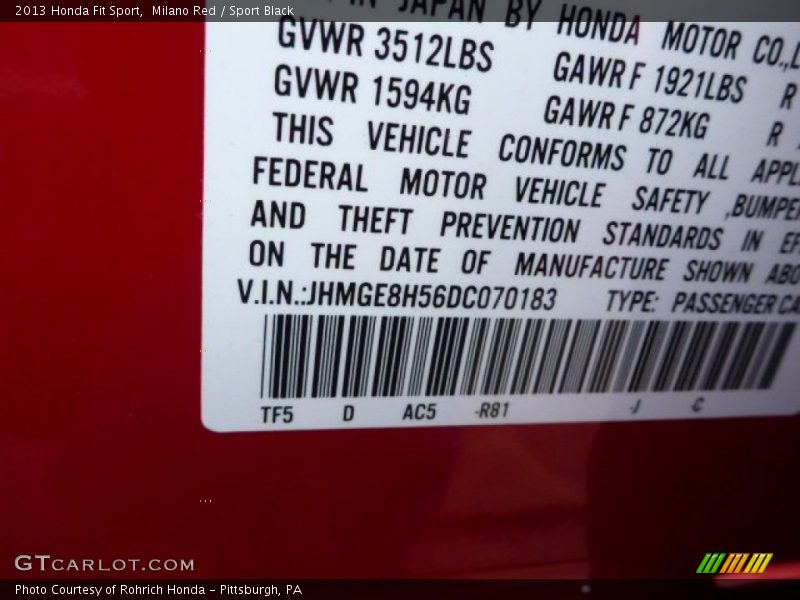 2013 Honda Fit Sport,  Milano Red / Sport Black
IN JAPAN BY HONDA MOTOR CO.,
GVWR 3512LBS GAWR F 1921LBS R
GVWR 1594KG GAWR F 872KG R
THIS VEHICLE CONFORMS TO ALL APPL
FEDERAL MOTOR VEHICLE SAFETY ,BUMPER
AND THEFT PREVENTION STANDARDS IN EF
ON THE DATE OF MANUFACTURE SHOWN ABO
V.I.N.:JHMGE8H56DC070183 TYPE: PASSENGER CA
TF5 D AC5 -R81 -J -C
GTCARLOT.COM
Photo Courtesy of Rohrich Honda - Pittsburgh, PA